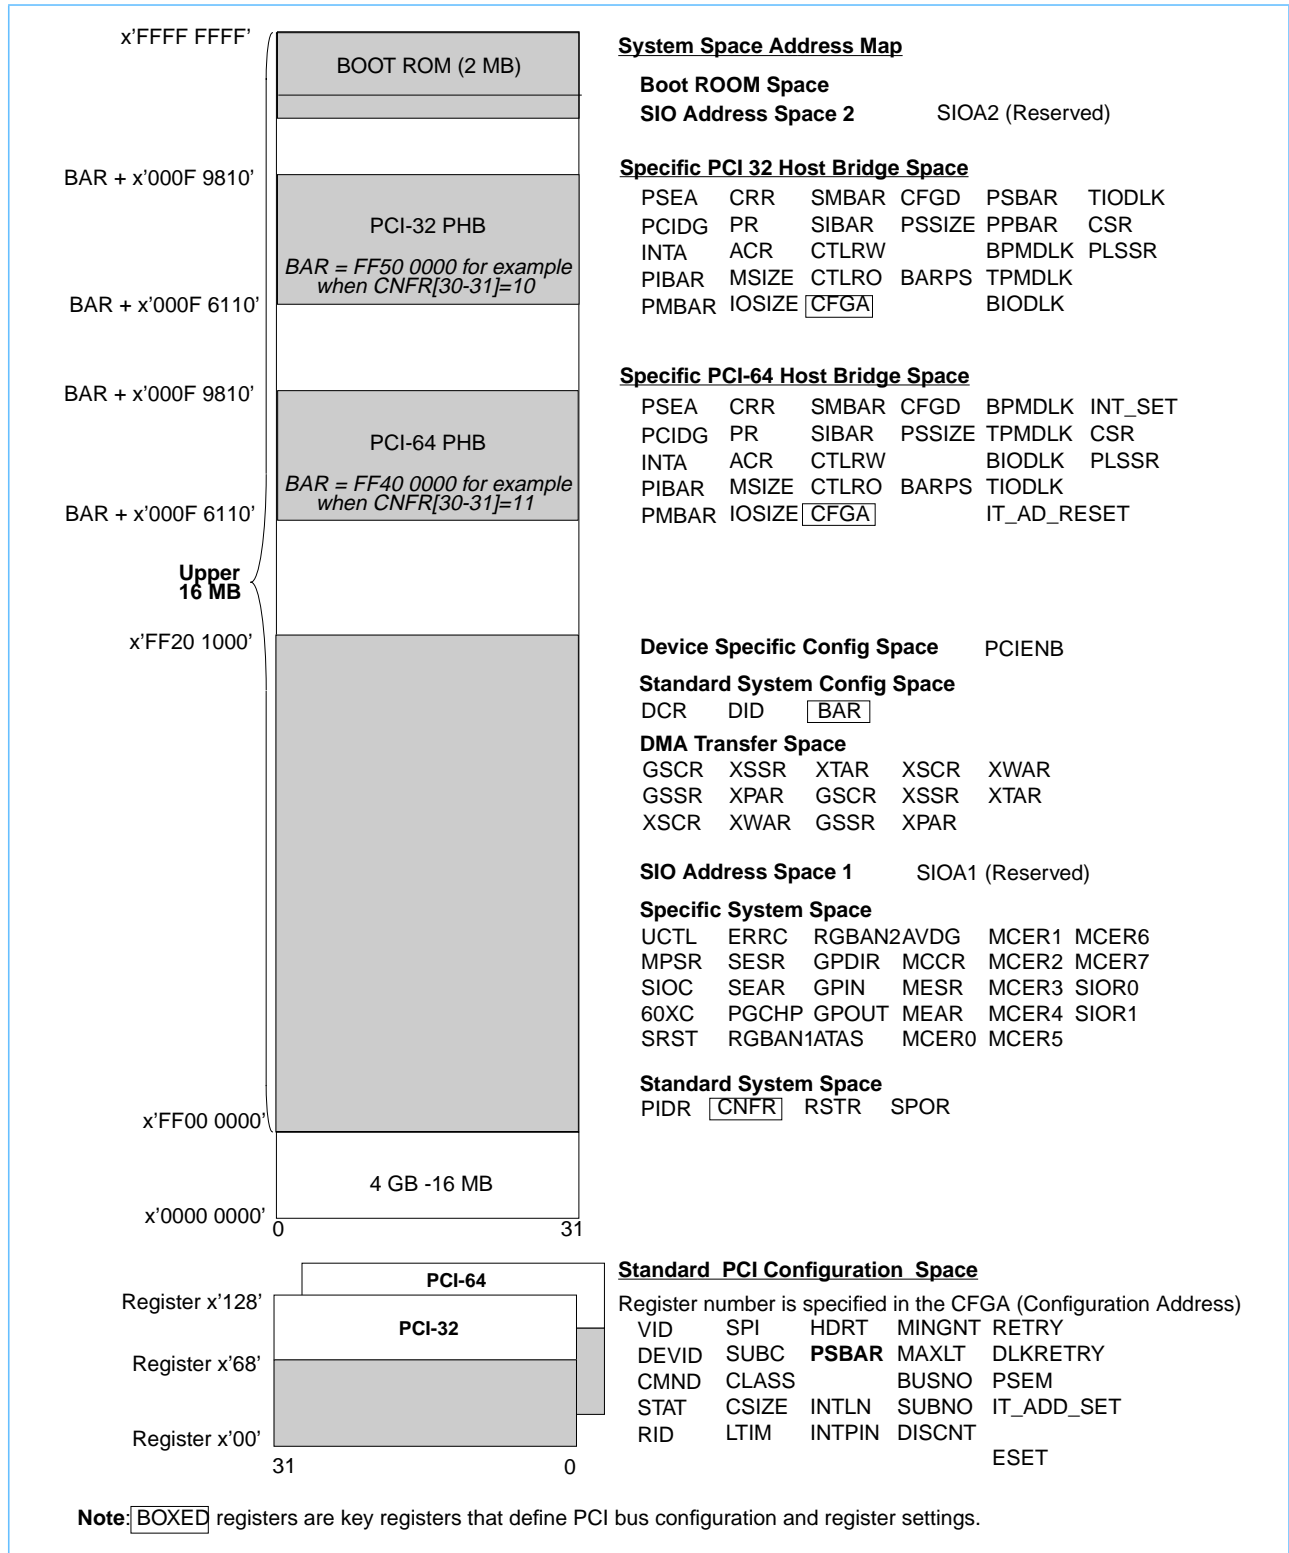 x'FFFF FFFF'
BOOT ROM (2 MB)
System Space Address Map
Boot ROOM Space
SIO Address Space 2 SIOA2 (Reserved)
BAR + x'000F 9810'
PCI-32 PHB
BAR = FF50 0000 for example
when CNFR[30-31]=10
BAR + x'000F 6110'
Specific PCI 32 Host Bridge Space
PSEA CRR SMBAR CFGD PSBAR TIODLK
PCIDG PR SIBAR PSSIZE PPBAR CSR
INTA ACR CTLRW BPMDLK PLSSR
PIBAR MSIZE CTLRO BARPS TPMDLK
PMBAR IOSIZE CFGA BIODLK
BAR + x'000F 9810'
PCI-64 PHB
BAR = FF40 0000 for example
when CNFR[30-31]=11
BAR + x'000F 6110'
Specific PCI-64 Host Bridge Space
PSEA CRR SMBAR CFGD BPMDLK INT_SET
PCIDG PR SIBAR PSSIZE TPMDLK CSR
INTA ACR CTLRW BIODLK PLSSR
PIBAR MSIZE CTLRO BARPS TIODLK
PMBAR IOSIZE CFGA IT_AD_RESET
Upper
16 MB
x'FF20 1000'
Device Specific Config Space PCIENB
Standard System Config Space
DCR DID BAR
DMA Transfer Space
GSCR XSSR XTAR XSCR XWAR
GSSR XPAR GSCR XSSR XTAR
XSCR XWAR GSSR XPAR
SIO Address Space 1 SIOA1 (Reserved)
Specific System Space
UCTL ERRC RGBAN2 AVDG MCER1 MCER6
MPSR SESR GPDIR MCCR MCER2 MCER7
SIOC SEAR GPIN MESR MCER3 SIOR0
60XC PGCHP GPOUT MEAR MCER4 SIOR1
SRST RGBAN1 ATAS MCER0 MCER5
Standard System Space
PIDR CNFR RSTR SPOR
x'FF00 0000'
4 GB -16 MB
x'0000 0000'
0 31
PCI-64
Register x'128'
PCI-32
Register x'68'
Register x'00'
31 0
Standard PCI Configuration Space
Register number is specified in the CFGA (Configuration Address)
VID SPI HDRT MINGNT RETRY
DEVID SUBC PSBAR MAXLT DLKRETRY
CMND CLASS BUSNO PSEM
STAT CSIZE INTLN SUBNO IT_ADD_SET
RID LTIM INTPIN DISCNT
ESET
Note: BOXED registers are key registers that define PCI bus configuration and register settings.